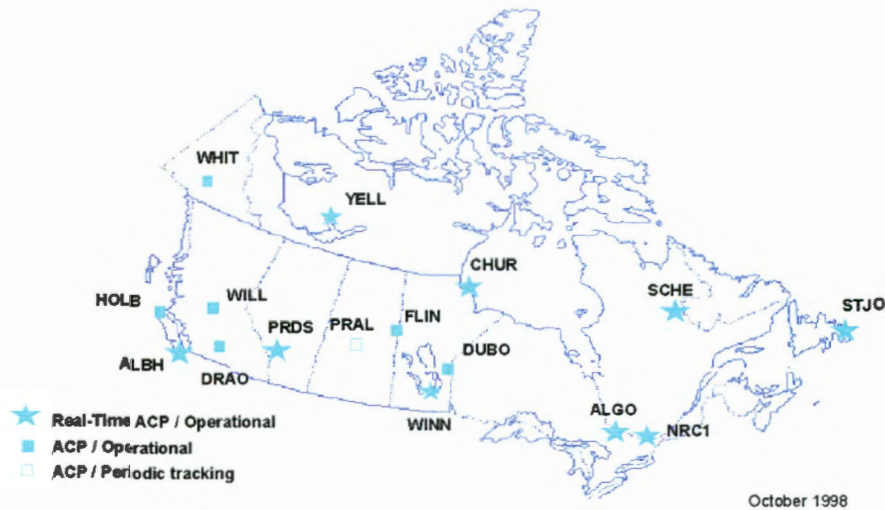 WHIT
YELL
CHUR
SCHE
STJO
HOLB
WILL
PRDS
PRAL
FLIN
DUBO
ALBH
DRAO
WINN
ALGO
NRC1
Real-Time ACP / Operational
ACP / Operational
ACP / Periodic tracking
October 1998